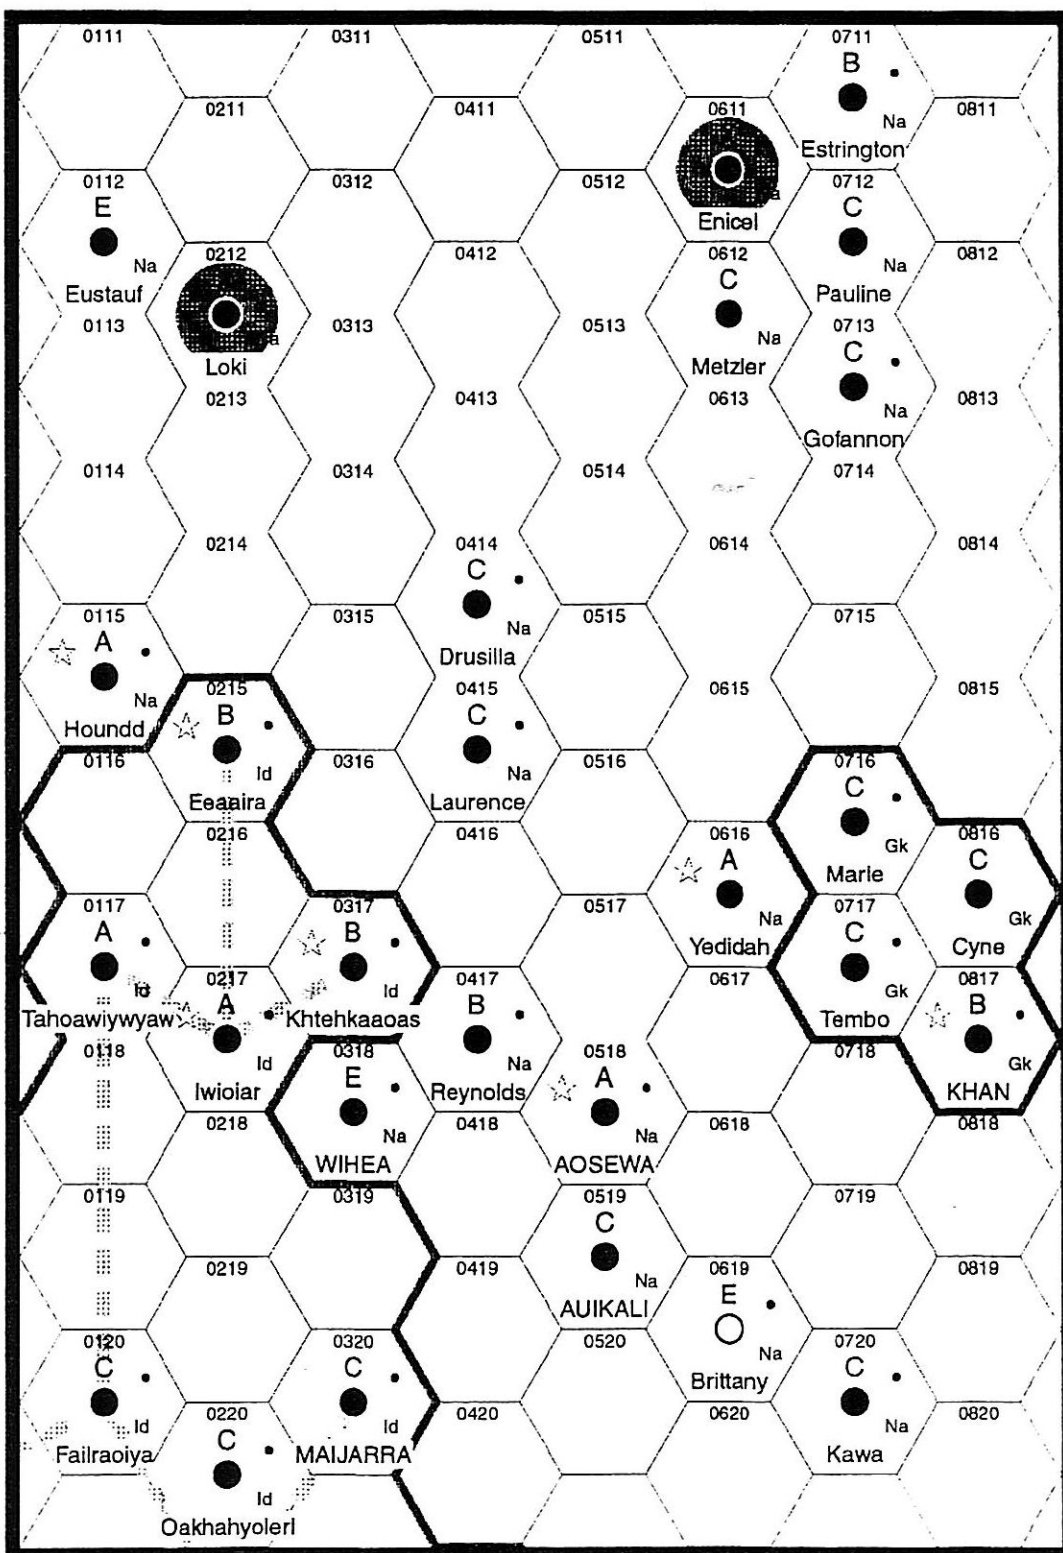 0111
0311
0511
0711
B
0211
0411
0611
0811
Na
Estrington
0112
0312
0512
0712
E
C
Enicel
Na
Na
0212
0412
0612
0812
C
Eustauf
Pauline
0113
0313
0513
0713
Na
C
Loki
Metzler
0213
0413
0613
0813
Na
Gofannon
0114
0314
0514
0714
0214
0414
0614
0814
C
0115
0315
0515
0715
A
Na
Drusilla
0215
0415
0615
0815
Na
B
C
Houndd
0116
0316
0516
0716
Id
Na
C
Eeaaira
Laurence
0216
0416
0616
0816
A
Gk
C
Marie
0117
0317
0517
0717
A
B
Na
C
Gk
Yedidah
Cyne
0217
0417
0617
0817
Id
A
Id
B
Gk
B
Tahoawiywyaw
Khtehkaaoas
Tembo
0118
0318
0518
0718
Id
E
Na
A
Gk
Iwioiar
Reynolds
KHAN
0218
0418
0618
0818
Na
Na
WIHEA
AOSEWA
0119
0319
0519
0719
C
0219
0419
0619
0819
Na
E
AUIKALI
0120
0320
0520
0720
C
C
Na
C
Brittany
0220
0420
0620
0820
Id
C
Id
Na
Failraoiya
MAIJARRA
Kawa
Id
Oakhahyolerl